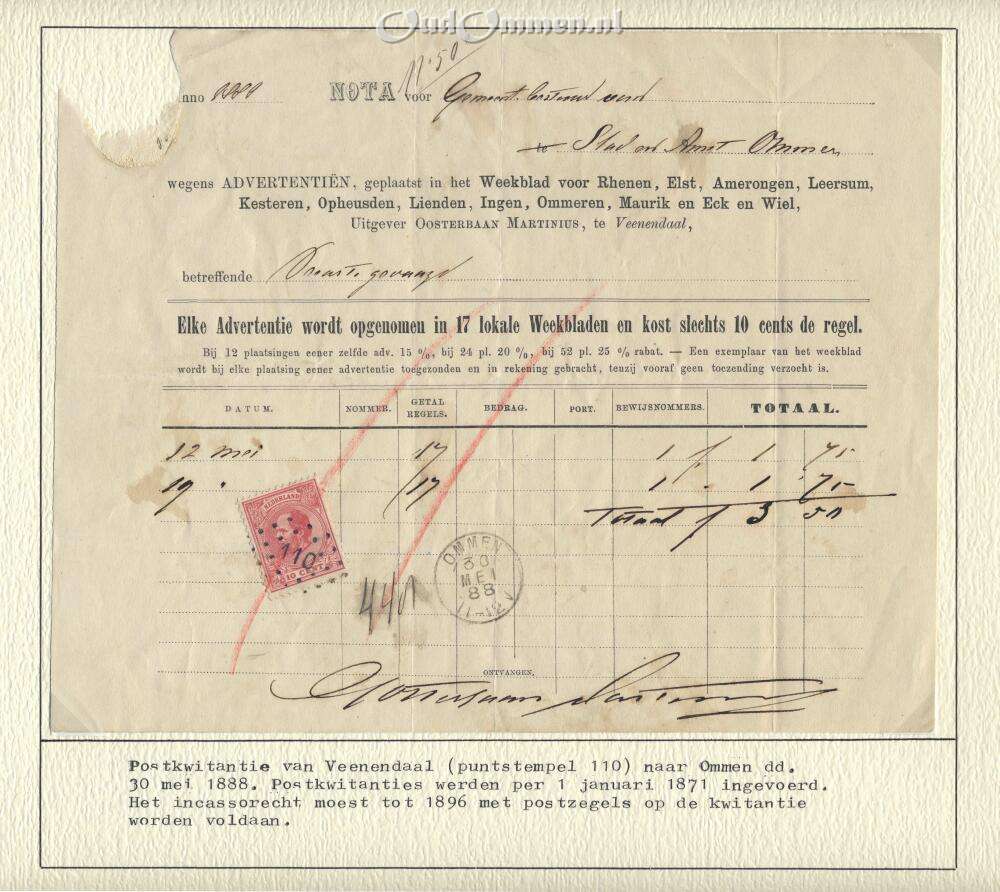 OudOmmen.nl
11.50
nno 1888 NOTA voor Gemeente bestuur
te Stad en Ambt Ommen
wegens ADVERTENTIËN, geplaatst in het Weekblad voor Rhenen, Elst, Amerongen, Leersum,
Kesteren, Opheusden, Lienden, Ingen, Ommeren, Maurik en Eck en Wiel,
Uitgever OOSTERBAAN MARTINIUS, te Veenendaal,
betreffende
Elke Advertentie wordt opgenomen in 17 lokale Weekbladen en kost slechts 10 cents de regel.
Bij 12 plaatsingen eener zelfde adv. 15 %, bij 24 pl. 20 %, bij 52 pl. 25 % rabat. — Een exemplaar van het weekblad
wordt bij elke plaatsing eener advertentie toegezonden en in rekening gebracht, tenzij vooraf geen toezending verzocht is.
DATUM. NOMMER. GETAL REGELS. BEDRAG. PORT. BEWIJSNOMMERS. TOTAAL.
12 mei 17 1 f 1 75
19 " 17 1 - 1 75
Totaal f 3 50
NEDERLAND
110
10 CENT
OMMEN
30
MEI
88
11-12
ONTVANGEN,
Oosterbaan
Postkwitantie van Veenendaal (puntstempel 110) naar Ommen dd.
30 mei 1888. Postkwitanties werden per 1 januari 1871 ingevoerd.
Het incassorecht moest tot 1896 met postzegels op de kwitantie
worden voldaan.